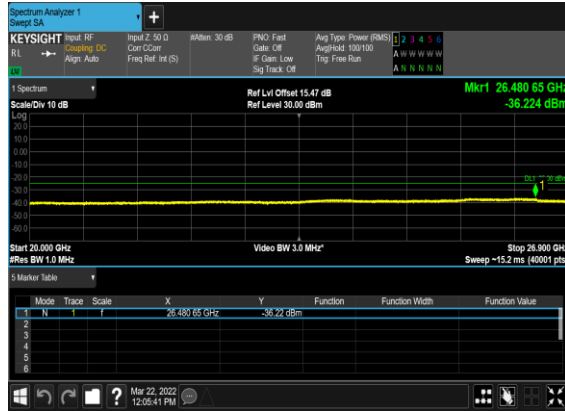 Spectrum Analyzer 1
Swept SA
+
KEYSIGHT Input: RF Input Z: 50 Ω #Atten: 30 dB PNO: Fast Avg Type: Power (RMS) 1 2 3 4 5 6
RL Coupling: DC Corr CCorr Gate: Off Avg|Hold: 100/100 A W W W W W
Align: Auto Freq Ref: Int (S) IF Gain: Low Trig: Free Run
Sig Track: Off A N N N N N
1 Spectrum Ref Lvl Offset 15.47 dB Mkr1 26.480 65 GHz
Scale/Div 10 dB Ref Level 30.00 dBm -36.224 dBm
Log
20.0
10.0
0.00
-10.0
-20.0
1
-30.0
-40.0
-50.0
-60.0
Start 20.000 GHz Video BW 3.0 MHz* Stop 26.900 GHz
#Res BW 1.0 MHz Sweep ~15.2 ms (40001 pts)
5 Marker Table
Mode Trace Scale X Y Function Function Width Function Value
1 N 1 f 26.480 65 GHz -36.22 dBm
2
3
4
5
6
? Mar 22, 2022
12:05:41 PM